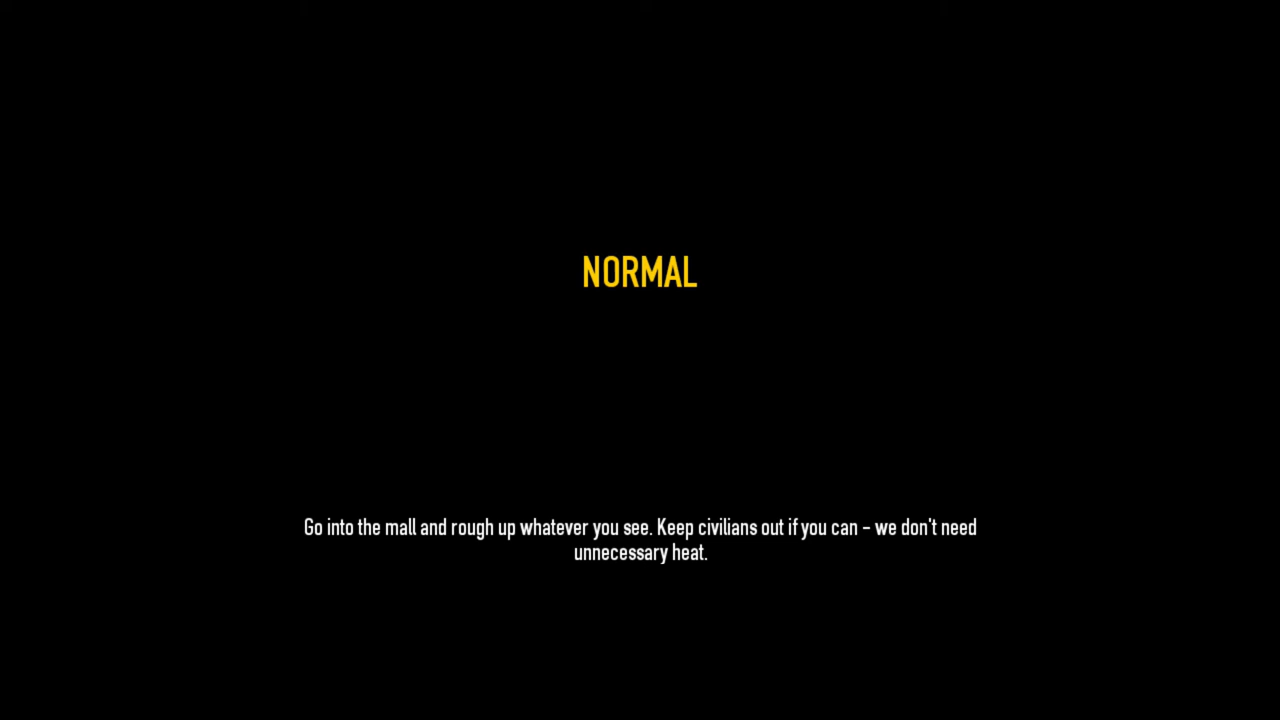 NORMAL
Go into the mall and rough up whatever you see. Keep civilians out if you can - we don't need
unnecessary heat.